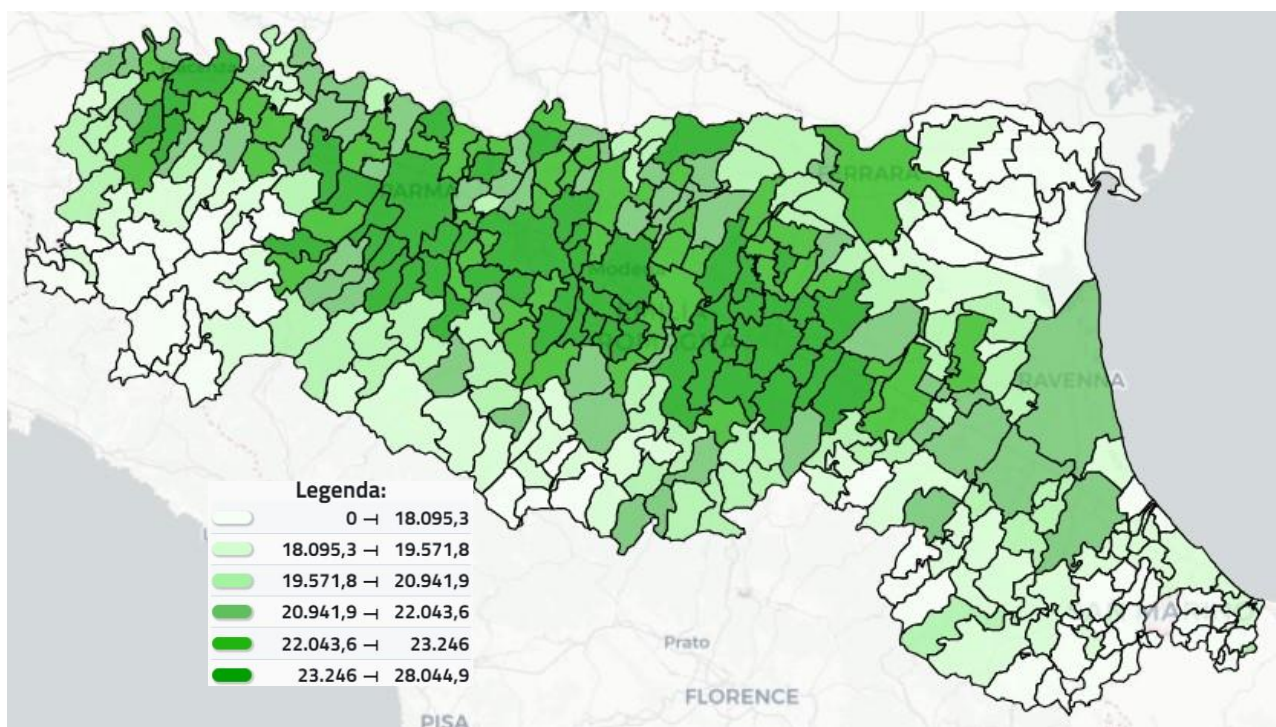 PARMA
FERRARA
Modena
RAVENNA
Legenda:
0 ⊣ 18.095,3
18.095,3 ⊣ 19.571,8
19.571,8 ⊣ 20.941,9
20.941,9 ⊣ 22.043,6
22.043,6 ⊣ 23.246
23.246 ⊣ 28.044,9
Prato
FLORENCE
PISA